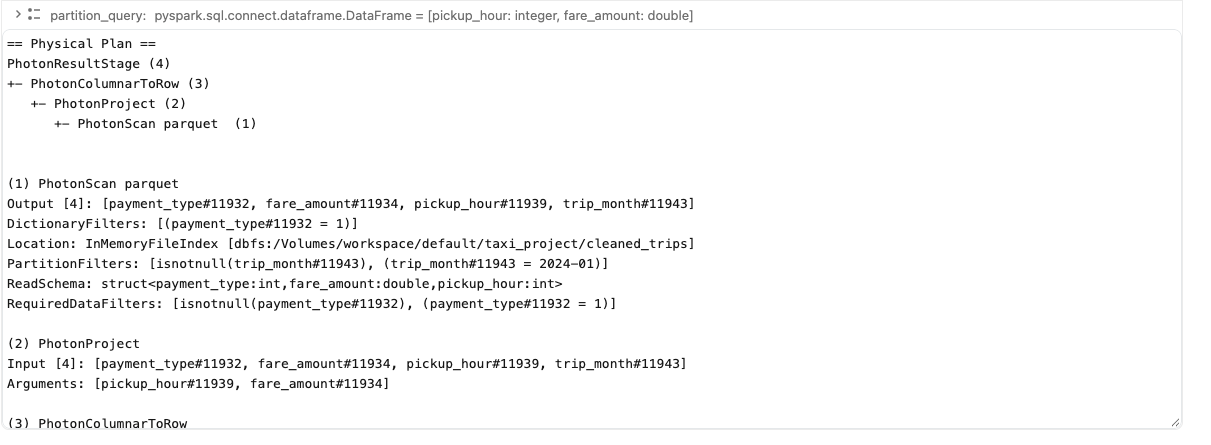 partition_query: pyspark.sql.connect.dataframe.DataFrame = [pickup_hour: integer, fare_amount: double]
== Physical Plan ==
PhotonResultStage (4)
+- PhotonColumnarToRow (3)
   +- PhotonProject (2)
      +- PhotonScan parquet  (1)
(1) PhotonScan parquet
Output [4]: [payment_type#11932, fare_amount#11934, pickup_hour#11939, trip_month#11943]
DictionaryFilters: [(payment_type#11932 = 1)]
Location: InMemoryFileIndex [dbfs:/Volumes/workspace/default/taxi_project/cleaned_trips]
PartitionFilters: [isnotnull(trip_month#11943), (trip_month#11943 = 2024-01)]
ReadSchema: struct<payment_type:int,fare_amount:double,pickup_hour:int>
RequiredDataFilters: [isnotnull(payment_type#11932), (payment_type#11932 = 1)]
(2) PhotonProject
Input [4]: [payment_type#11932, fare_amount#11934, pickup_hour#11939, trip_month#11943]
Arguments: [pickup_hour#11939, fare_amount#11934]
(3) PhotonColumnarToRow